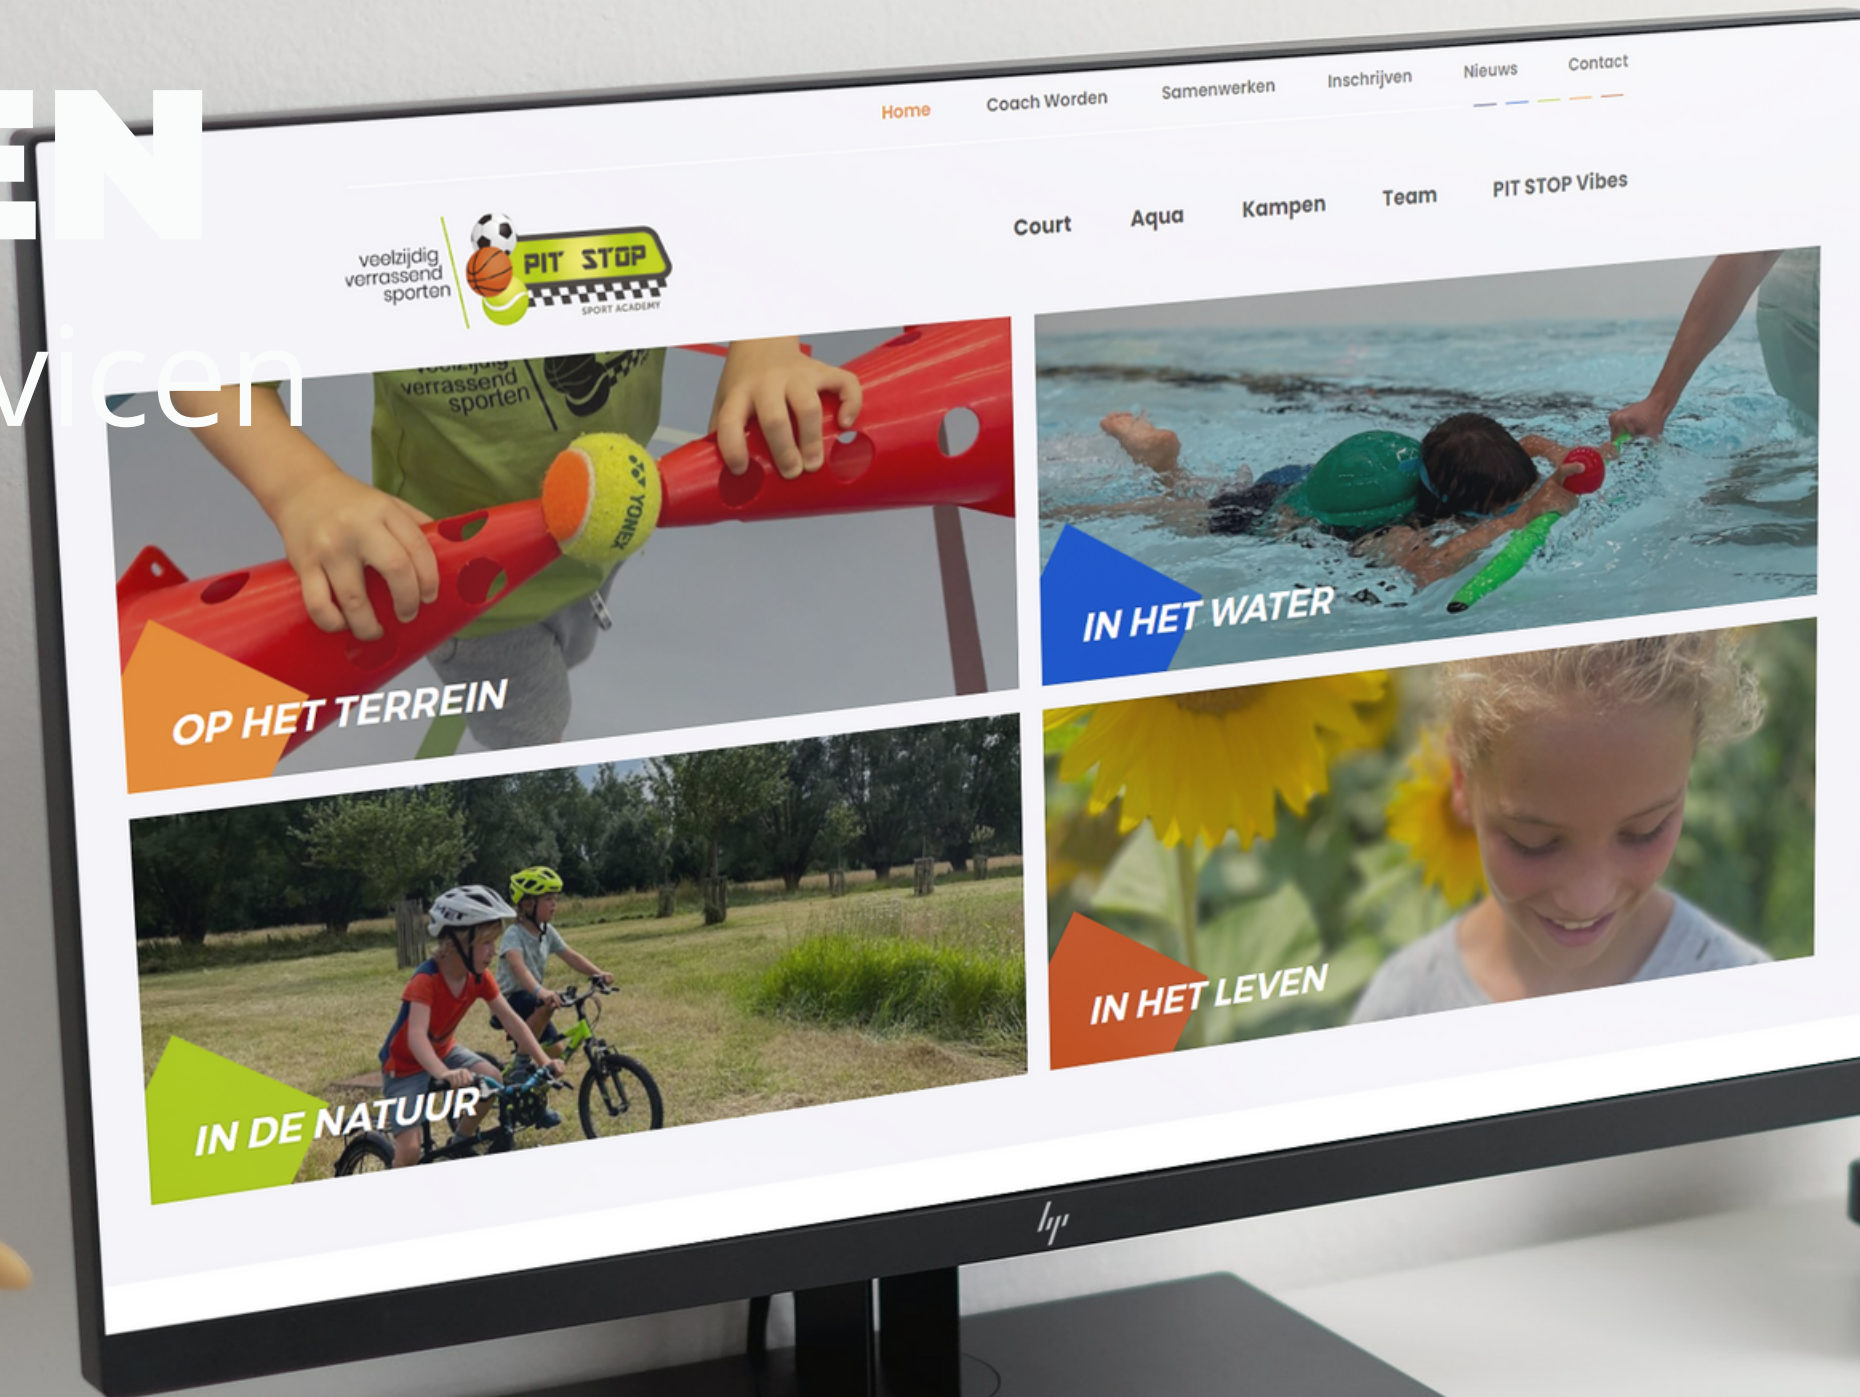 EN
vicen
Home Coach Worden Samenwerken Inschrijven Nieuws Contact
Court Aqua Kampen Team PIT STOP Vibes
veelzijdig
verrassend
sporten
PIT STOP
SPORT ACADEMY
verrassend
sporten
YONEX
OP HET TERREIN
IN HET WATER
MET
IN DE NATUUR
IN HET LEVEN
hp